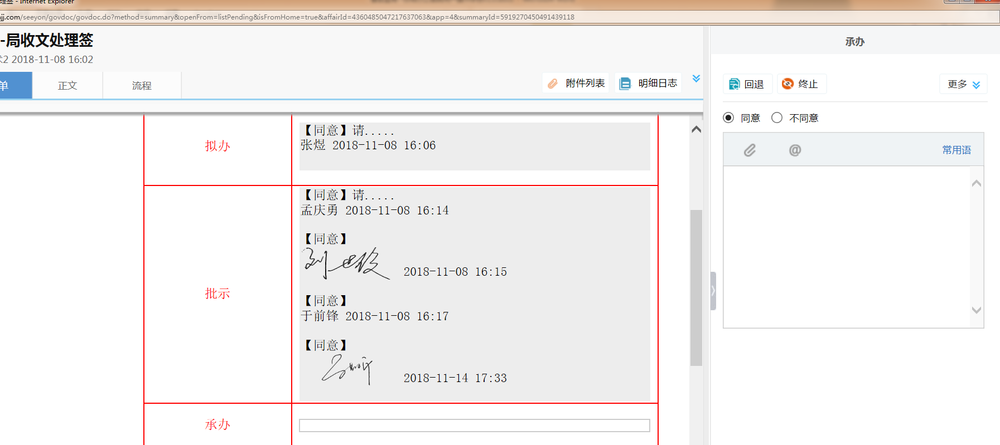 理签 - Internet Explorer
ajj.com/seeyon/govdoc/govdoc.do?method=summary&openFrom=listPending&isFromHome=true&affairId=4360485047217637063&app=4&summaryId=5919270450491439118
-局收文处理签
术2 2018-11-08 16:02
单
正文
流程
附件列表
明细日志
拟办
【同意】请.....
张煜 2018-11-08 16:06
批示
【同意】请.....
孟庆勇 2018-11-08 16:14
【同意】
2018-11-08 16:15
【同意】
于前锋 2018-11-08 16:17
【同意】
2018-11-14 17:33
承办
承办
回退
终止
更多
同意
不同意
@
常用语